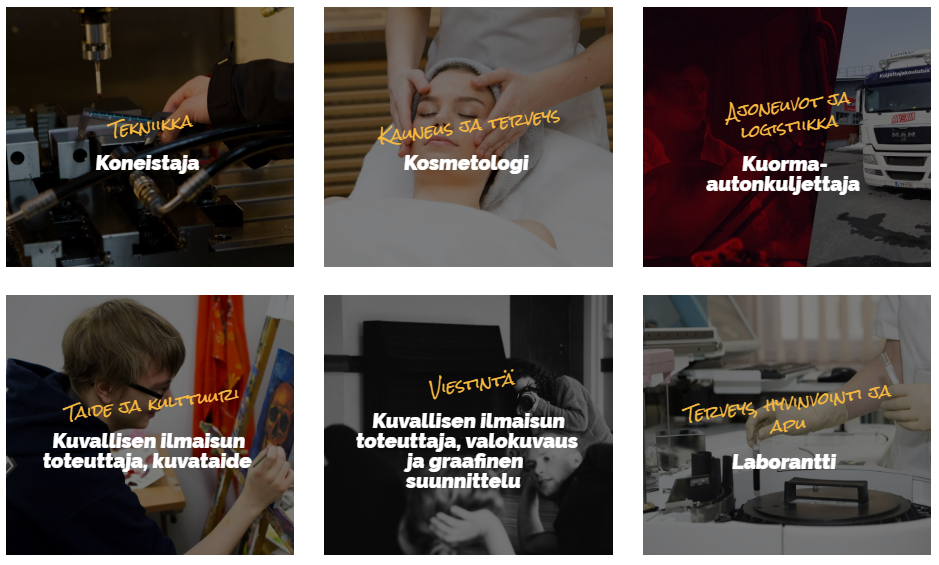 Tekniikka
Koneistaja
Kauneus ja terveys
Kosmetologi
Ajoneuvot ja
logistiikka
Kuorma-
autonkuljettaja
MAN
Taide ja kulttuuri
Kuvallisen ilmaisun
toteuttaja, kuvataide
Viestintä
Kuvallisen ilmaisun
toteuttaja, valokuvaus
ja graafinen
suunnittelu
Terveys, hyvinvointi ja
apu
Laborantti